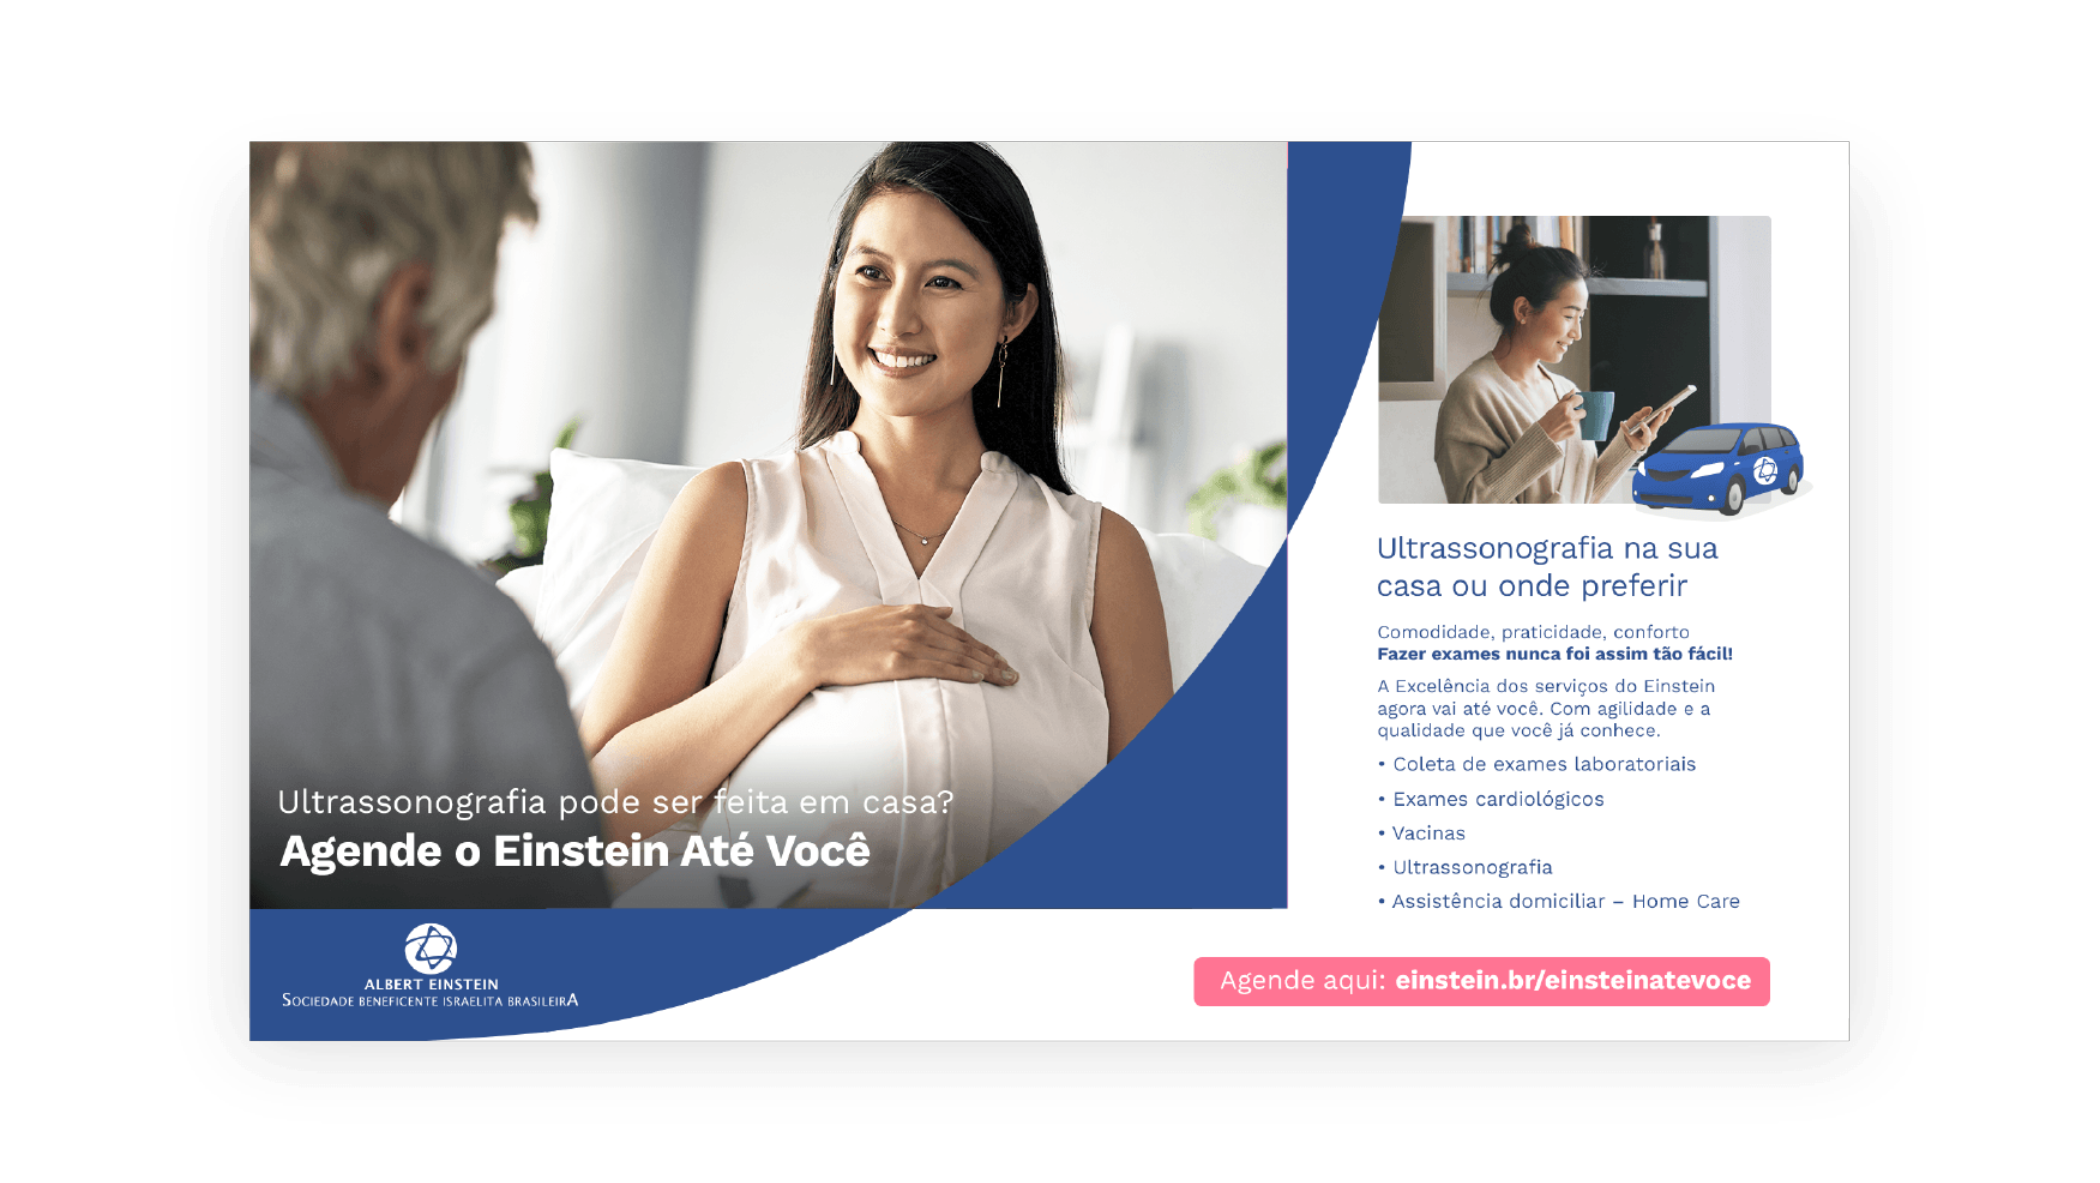 Ultrassonografia pode ser feita em casa?
Agende o Einstein Até Você
ALBERT EINSTEIN
SOCIEDADE BENEFICENTE ISRAELITA BRASILEIRA
Ultrassonografia na sua
casa ou onde preferir
Comodidade, praticidade, conforto
Fazer exames nunca foi assim tão fácil!
A Excelência dos serviços do Einstein
agora vai até você. Com agilidade e a
qualidade que você já conhece.
• Coleta de exames laboratoriais
• Exames cardiológicos
• Vacinas
• Ultrassonografia
• Assistência domiciliar – Home Care
Agende aqui: einstein.br/einsteinatevoce